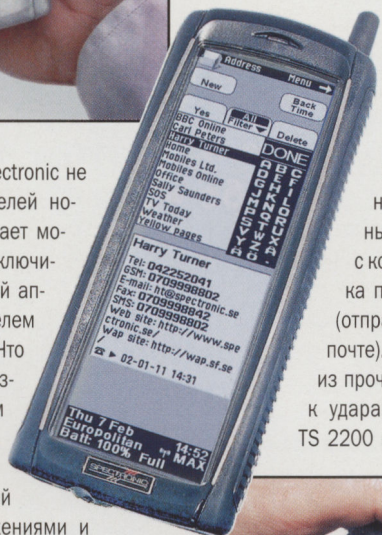 Address Menu →
New
Back Time
Yes
All
Filter
Delete
BBC Online
Carl Peters
Harry Turner
Home
Mobiles Ltd.
Mobiles Online
Office
Sally Saunders
SOS
TV Today
Weather
Yellow pages
DONE
A B C
D E F
G H I
J K L
M N O
P Q R
S T U
V W X
Y Z
Å Ä Ö
Harry Turner
Tel: 042252041
GSM: 0709998802
E-mail: ht@spectronic.se
Fax: 0709998842
SMS: 0709998802
Web site: http://www.spe
ctronic.se/
Wap site: http://wap.sf.se
/
02-01-11 14:31
Thu 7 Feb 14:52
Europolitan MAX
Batt: 100% Full
SPECTRONIC
ectronic не
елей но-
ает мо-
ключи-
й ап-
елем
Что
з-
м
 й
жениями и
н
ны
с ко
ка п
(отпра
почте)
из проч
к удара
TS 2200